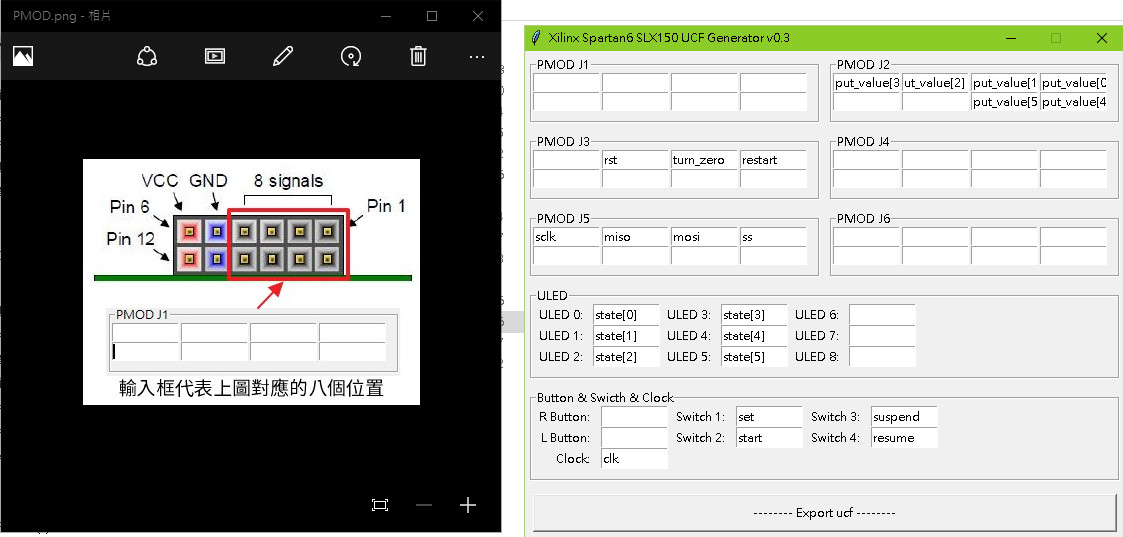 PMOD.png - 相片
VCC GND 8 signals
Pin 6 Pin 1
Pin 12
PMOD J1
輸入框代表上圖對應的八個位置
Xilinx Spartan6 SLX150 UCF Generator v0.3
PMOD J1
PMOD J2
put_value[3 ut_value[2] put_value[1 put_value[0
put_value[5 put_value[4
PMOD J3
rst turn_zero restart
PMOD J4
PMOD J5
sclk miso mosi ss
PMOD J6
ULED
ULED 0: state[0] ULED 3: state[3] ULED 6:
ULED 1: state[1] ULED 4: state[4] ULED 7:
ULED 2: state[2] ULED 5: state[5] ULED 8:
Button & Swicth & Clock
R Button: Switch 1: set Switch 3: suspend
L Button: Switch 2: start Switch 4: resume
Clock: clk
-------- Export ucf --------